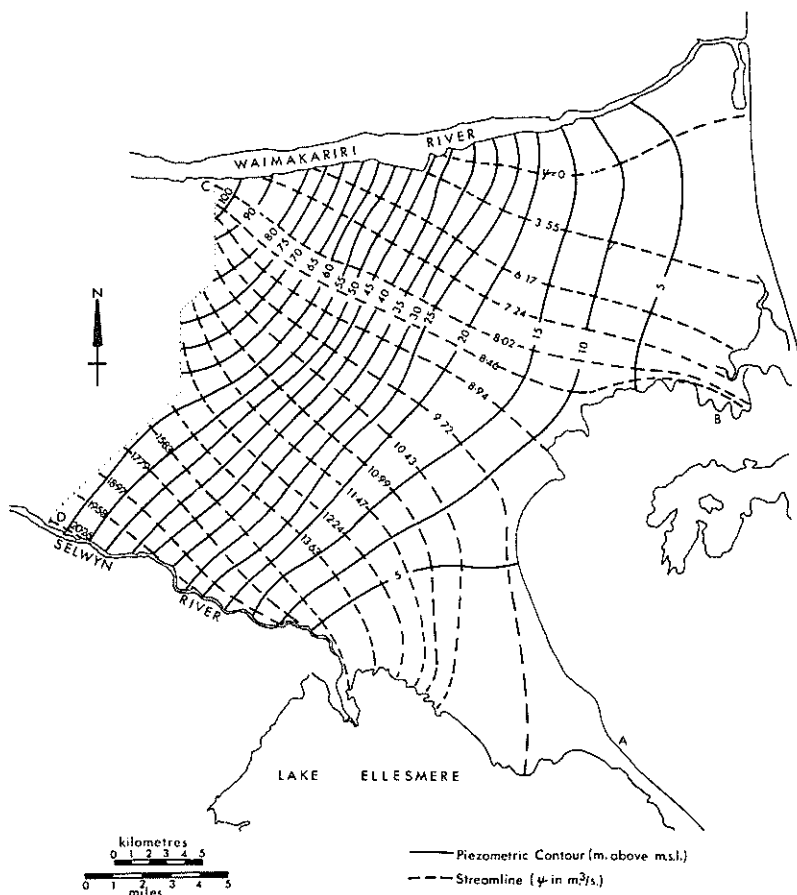 WAIMAKARIRI RIVER
C
100
90
80
75
70
65
60
55
50
45
40
35
30
25
20
15
10
5
ψ=0
3·55
6·17
7·24
8·02
8·46
8·94
9·72
10·43
10·99
11·47
12·24
13·63
1583
1779
1897
1958
2035
D
B
A
N
5
SELWYN
RIVER
LAKE ELLESMERE
kilometres
0 1 2 3 4 5
0 1 2 3 4 5
miles
Piezometric Contour (m. above m.s.l.)
Streamline (ψ in m³/s.)